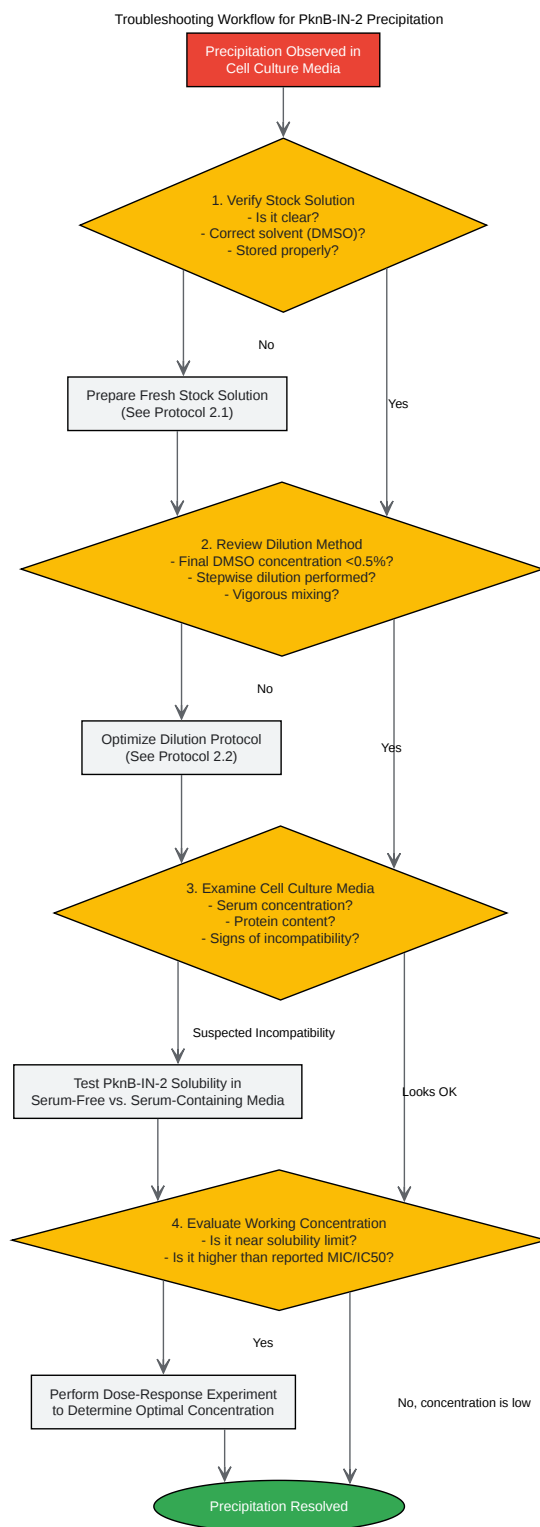 Troubleshooting Workflow for PknB-IN-2 Precipitation
Precipitation Observed in
Cell Culture Media
1. Verify Stock Solution
- Is it clear?
- Correct solvent (DMSO)?
- Stored properly?
No
Yes
Prepare Fresh Stock Solution
(See Protocol 2.1)
2. Review Dilution Method
- Final DMSO concentration <0.5%?
- Stepwise dilution performed?
- Vigorous mixing?
No
Yes
Optimize Dilution Protocol
(See Protocol 2.2)
3. Examine Cell Culture Media
- Serum concentration?
- Protein content?
- Signs of incompatibility?
Suspected Incompatibility
Looks OK
Test PknB-IN-2 Solubility in
Serum-Free vs. Serum-Containing Media
4. Evaluate Working Concentration
- Is it near solubility limit?
- Is it higher than reported MIC/IC50?
Yes
No, concentration is low
Perform Dose-Response Experiment
to Determine Optimal Concentration
Precipitation Resolved